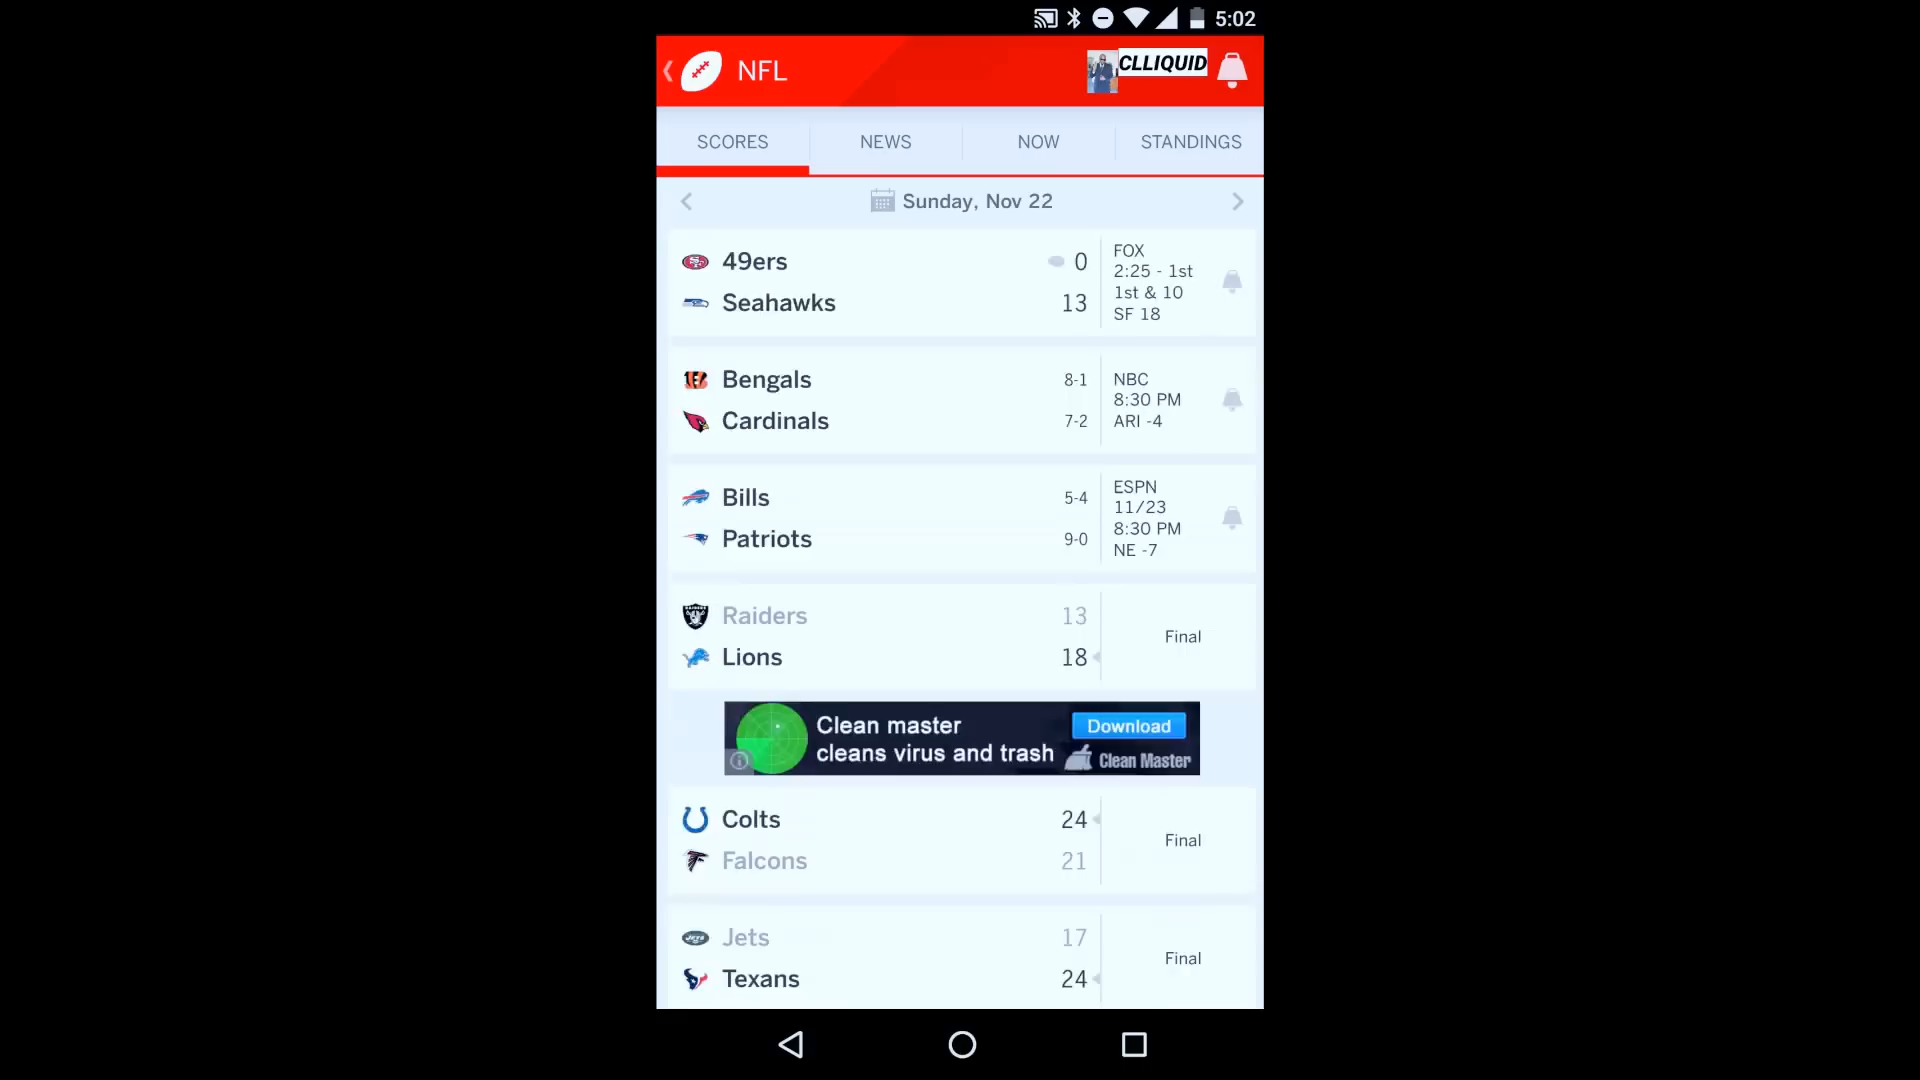 5:02
NFL
CLLIQUID
SCORES
NEWS
NOW
STANDINGS
Sunday, Nov 22
49ers
0
Seahawks
13
FOX
2:25 - 1st
1st & 10
SF 18
Bengals
8-1
Cardinals
7-2
NBC
8:30 PM
ARI -4
Bills
5-4
Patriots
9-0
ESPN
11/23
8:30 PM
NE -7
Raiders
13
Lions
18
Final
Clean master
cleans virus and trash
Download
Clean Master
Colts
24
Falcons
21
Final
Jets
17
Texans
24
Final